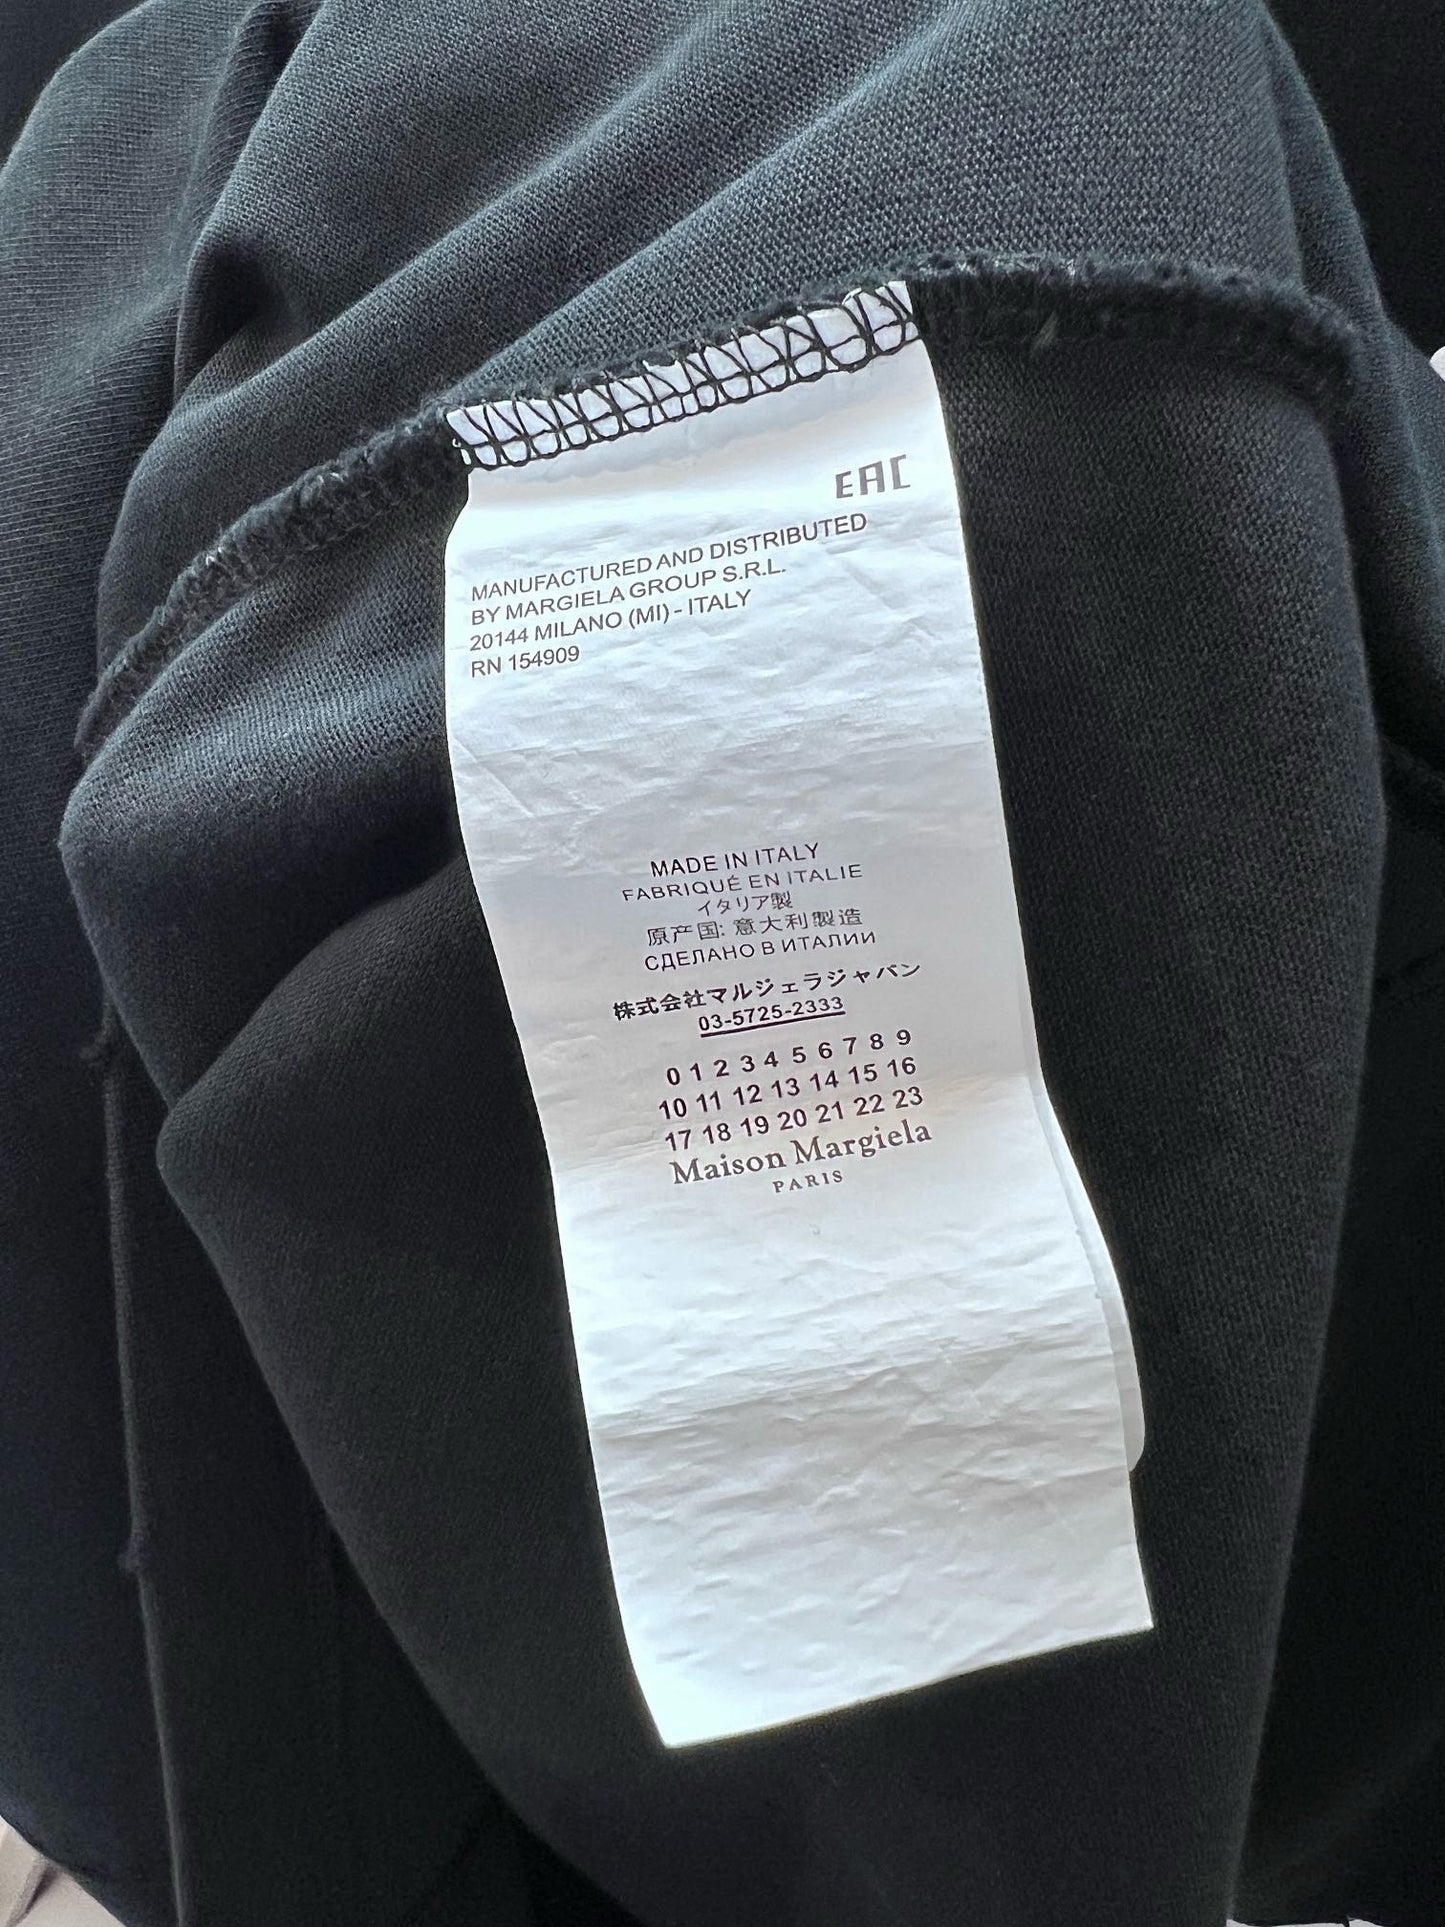 EAC
MANUFACTURED AND DISTRIBUTED
BY MARGIELA GROUP S.R.L.
20144 MILANO (MI) - ITALY
RN 154909
MADE IN ITALY
FABRIQUÉ EN ITALIE
イタリア製
原产国: 意大利製造
СДЕЛАНО В ИТАЛИИ
株式会社マルジェラジャパン
03-5725-2333
0 1 2 3 4 5 6 7 8 9
10 11 12 13 14 15 16
17 18 19 20 21 22 23
Maison Margiela
PARIS